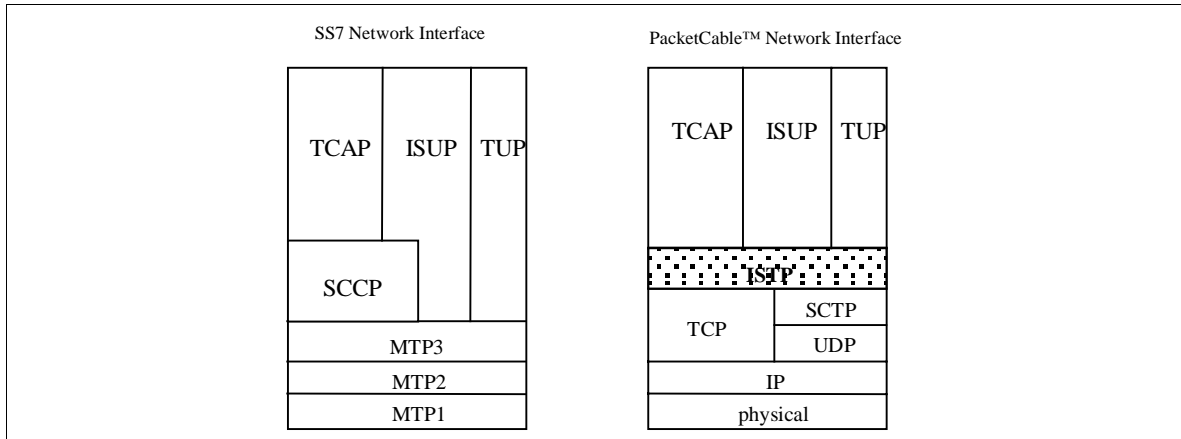 SS7 Network Interface
PacketCable™ Network Interface
TCAP ISUP TUP
SCCP
MTP3
MTP2
MTP1
TCAP ISUP TUP
ISTP
TCP
SCTP
UDP
IP
physical